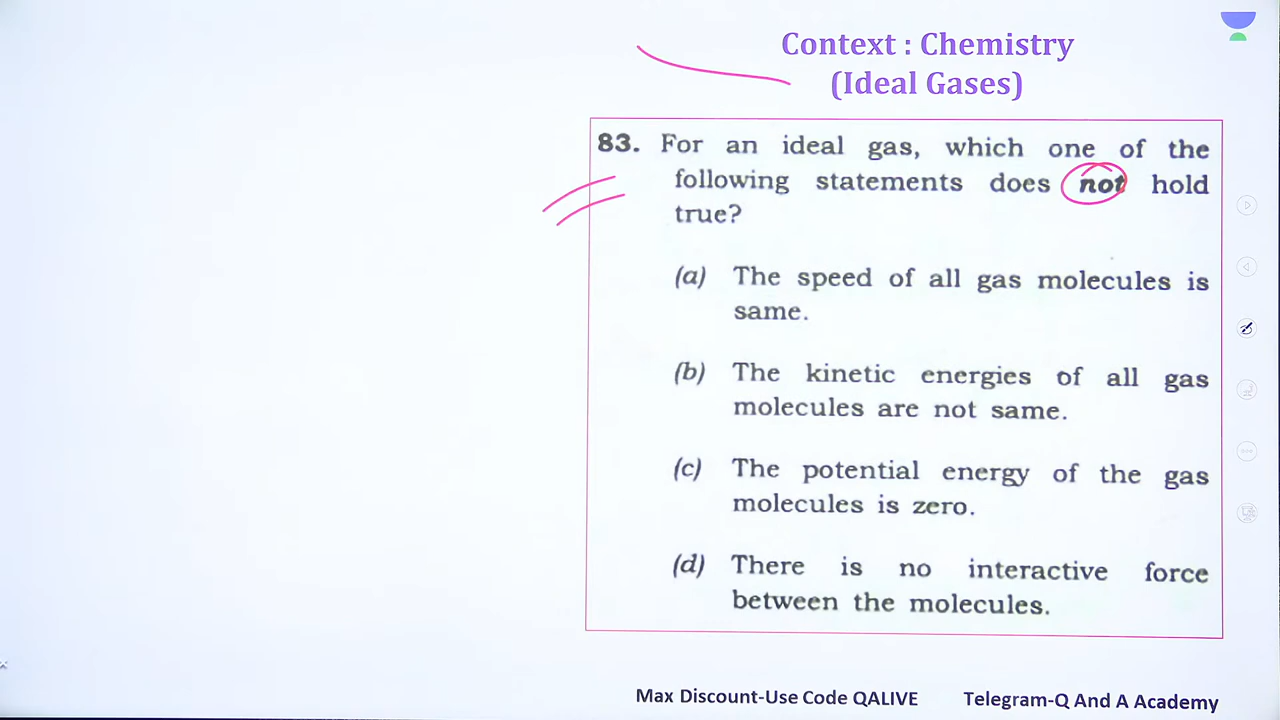 Context : Chemistry
(Ideal Gases)
83. For an ideal gas, which one of the
following statements does not hold
true?
(a) The speed of all gas molecules is
same.
(b) The kinetic energies of all gas
molecules are not same.
(c) The potential energy of the gas
molecules is zero.
(d) There is no interactive force
between the molecules.
Max Discount-Use Code QALIVE Telegram-Q And A Academy